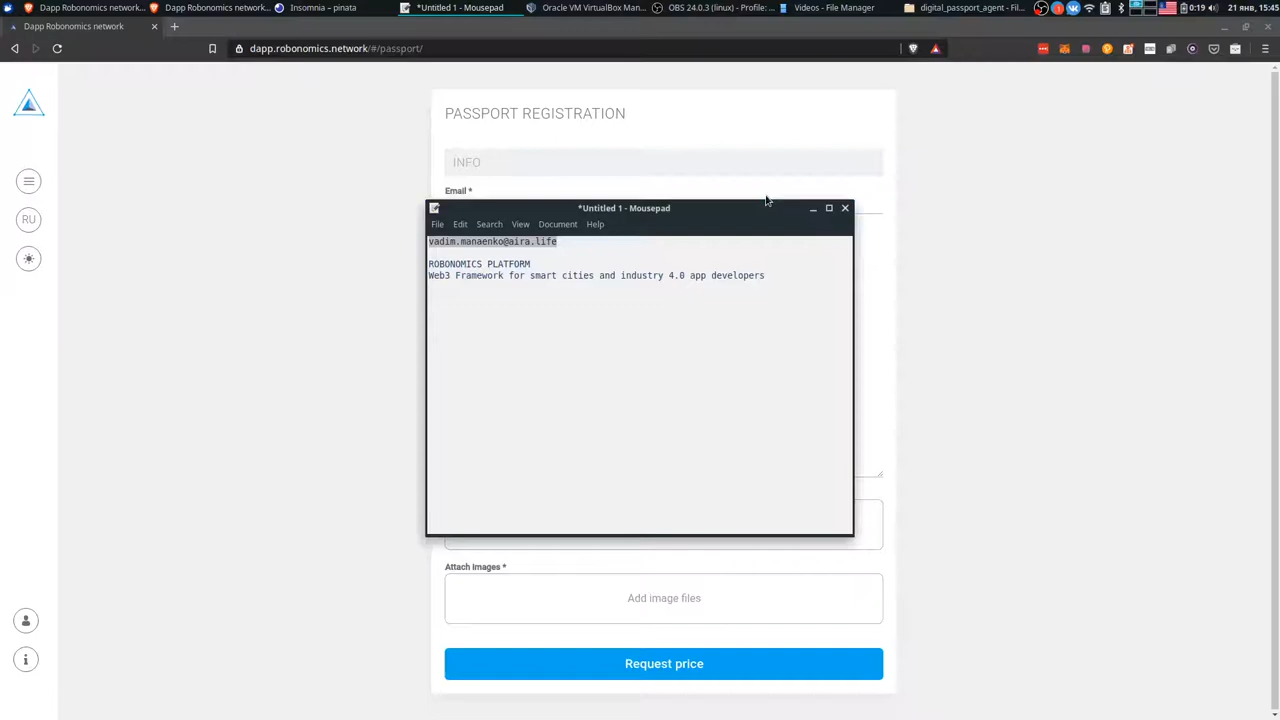 Dapp Robonomics network...
Dapp Robonomics network...
Insomnia – pinata
*Untitled 1 - Mousepad
Oracle VM VirtualBox Man...
OBS 24.0.3 (linux) - Profile: ...
Videos - File Manager
digital_passport_agent - Fil...
0:19
21 янв, 15:45
Dapp Robonomics network
dapp.robonomics.network/#/passport/
RU
PASSPORT REGISTRATION
INFO
Email *
*Untitled 1 - Mousepad
File Edit Search View Document Help
vadim.manaenko@aira.life
ROBONOMICS PLATFORM
Web3 Framework for smart cities and industry 4.0 app developers
Attach Images *
Add image files
Request price